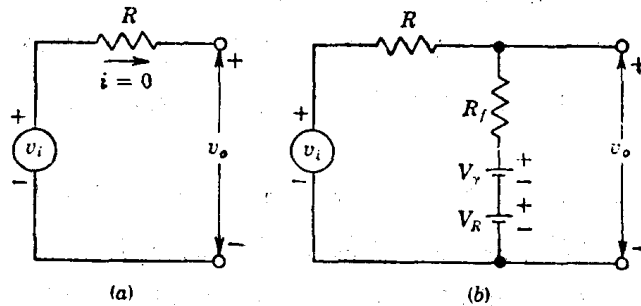 R
i = 0
+
v_i
−
+
v_o
−
(a)
R
+
v_i
−
R_f
V_γ
+
−
V_R
+
−
+
v_o
−
(b)